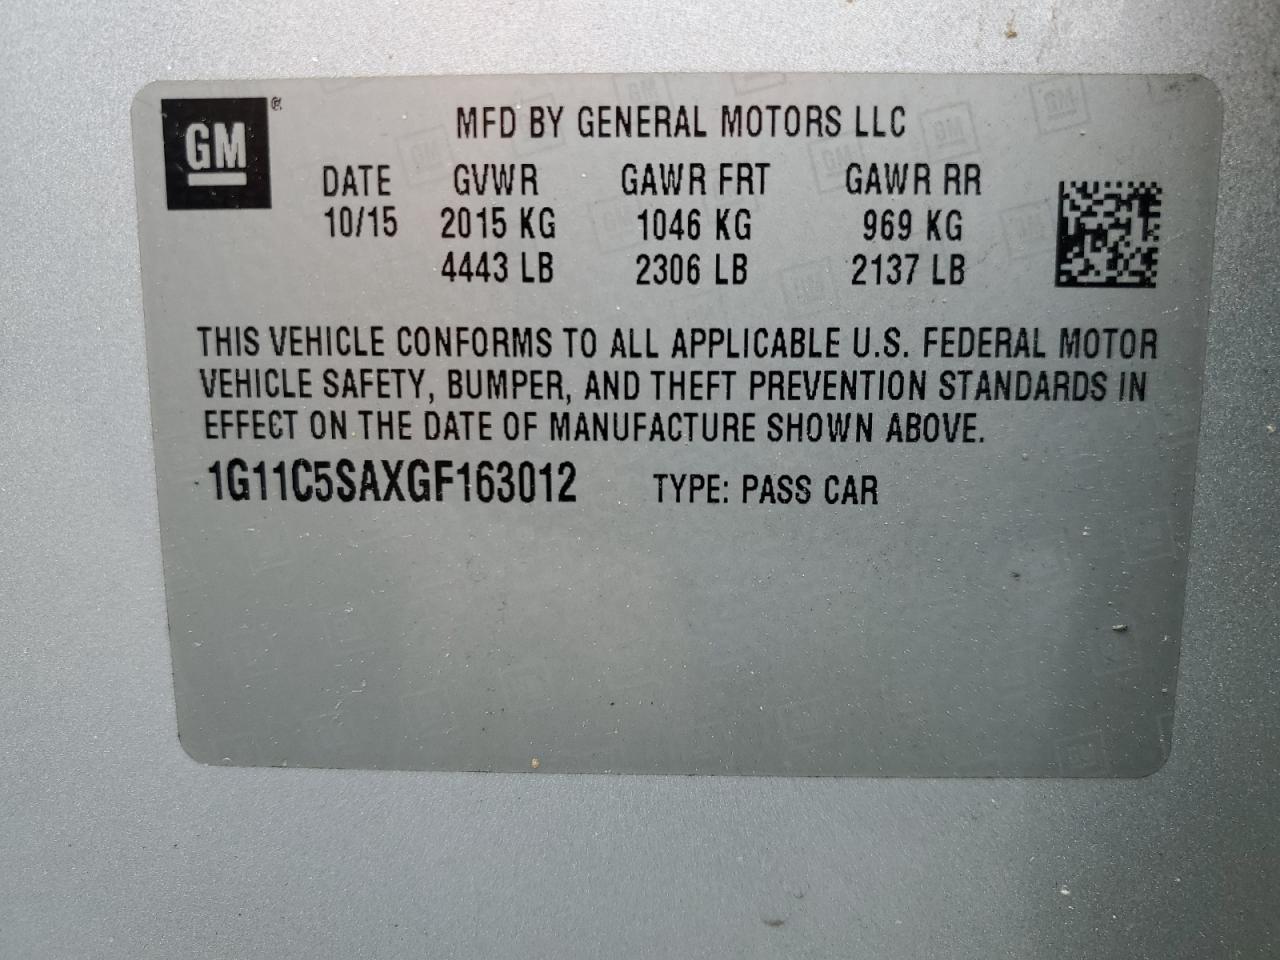 GM
MFD BY GENERAL MOTORS LLC
DATE GVWR GAWR FRT GAWR RR
10/15 2015 KG 1046 KG 969 KG
4443 LB 2306 LB 2137 LB
THIS VEHICLE CONFORMS TO ALL APPLICABLE U.S. FEDERAL MOTOR
VEHICLE SAFETY, BUMPER, AND THEFT PREVENTION STANDARDS IN
EFFECT ON THE DATE OF MANUFACTURE SHOWN ABOVE.
1G11C5SAXGF163012 TYPE: PASS CAR